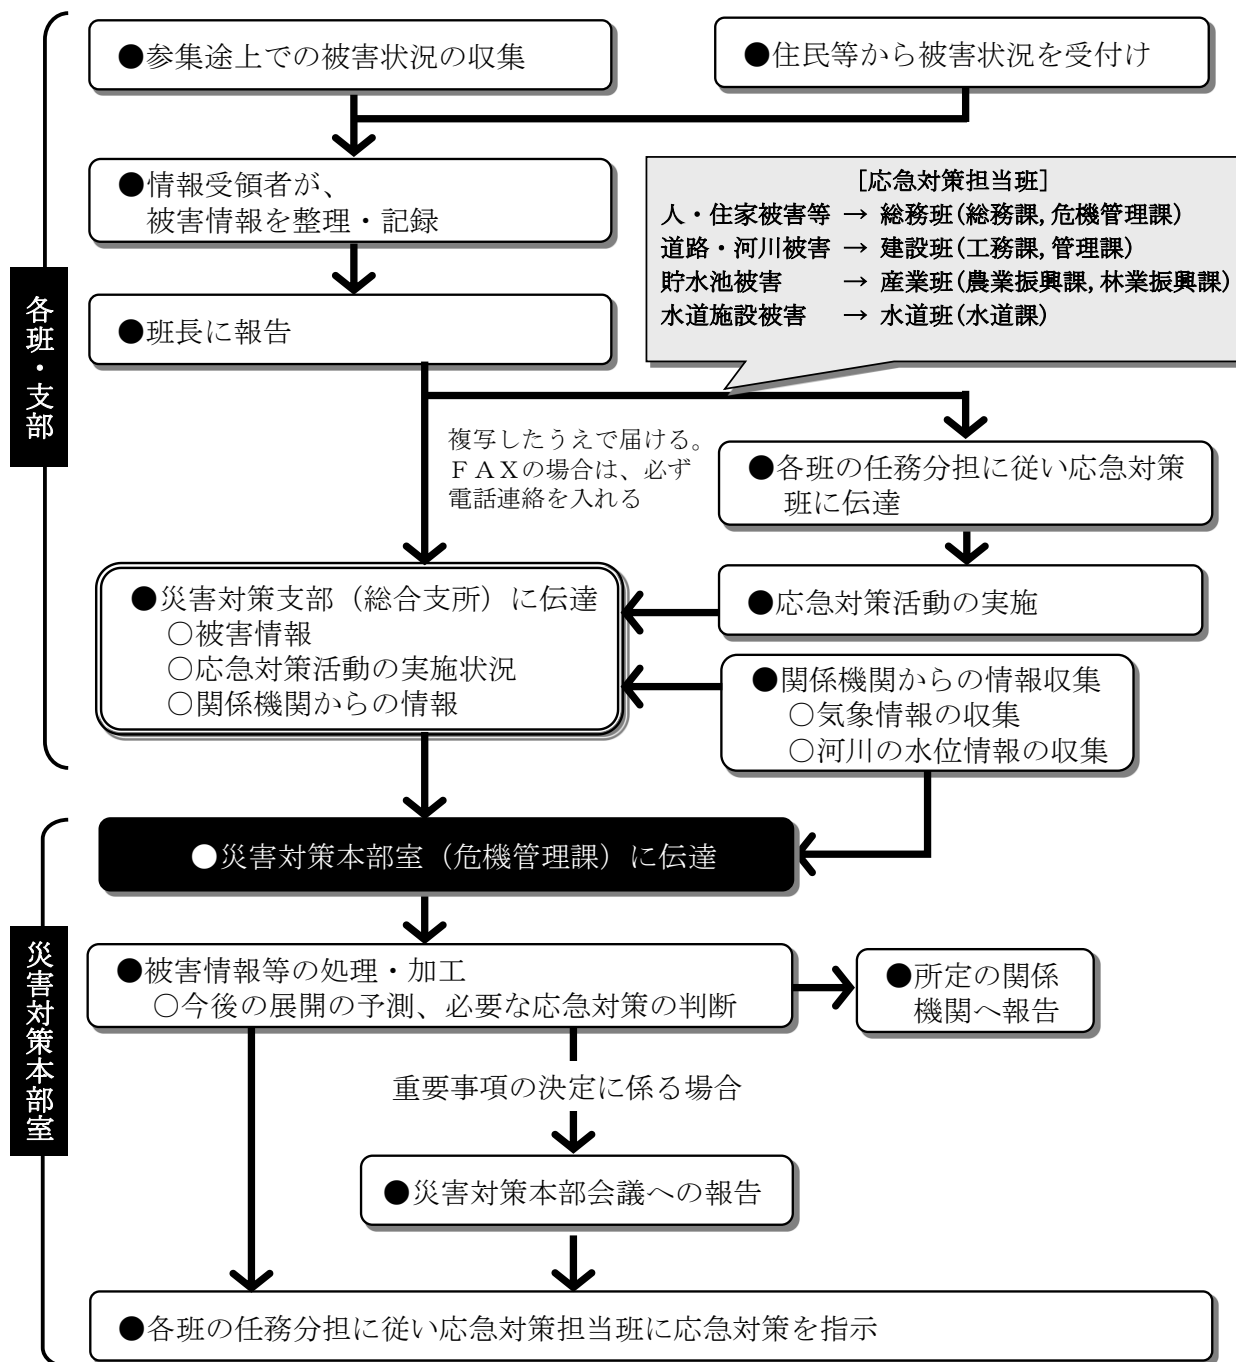 ●参集途上での被害状況の収集
●住民等から被害状況を受付け
●情報受領者が、
被害情報を整理・記録
[応急対策担当班]
人・住家被害等 → 総務班(総務課,危機管理課)
道路・河川被害 → 建設班(工務課,管理課)
貯水池被害 → 産業班(農業振興課,林業振興課)
水道施設被害 → 水道班(水道課)
各班・支部
●班長に報告
複写したうえで届ける。
ＦＡＸの場合は、必ず
電話連絡を入れる
●各班の任務分担に従い応急対策
班に伝達
●災害対策支部（総合支所）に伝達
○被害情報
○応急対策活動の実施状況
○関係機関からの情報
●応急対策活動の実施
●関係機関からの情報収集
○気象情報の収集
○河川の水位情報の収集
●災害対策本部室（危機管理課）に伝達
災害対策本部室
●被害情報等の処理・加工
○今後の展開の予測、必要な応急対策の判断
●所定の関係
機関へ報告
重要事項の決定に係る場合
●災害対策本部会議への報告
●各班の任務分担に従い応急対策担当班に応急対策を指示